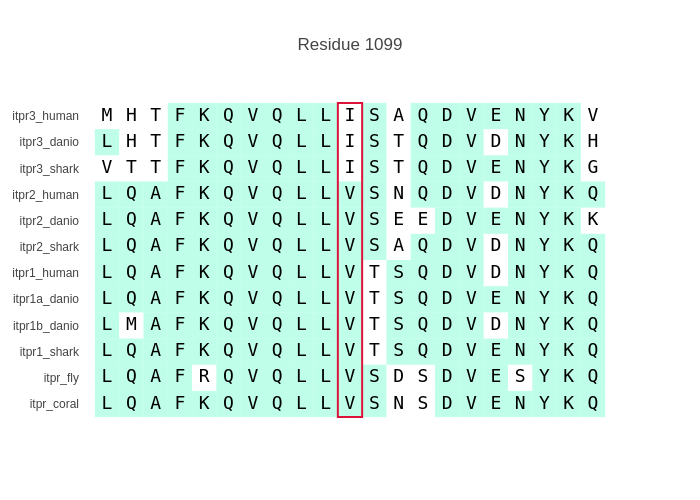 Residue 1099
itpr3_human M H T F K Q V Q L L I S A Q D V E N Y K V
itpr3_danio L H T F K Q V Q L L I S T Q D V D N Y K H
itpr3_shark V T T F K Q V Q L L I S T Q D V E N Y K G
itpr2_human L Q A F K Q V Q L L V S N Q D V D N Y K Q
itpr2_danio L Q A F K Q V Q L L V S E E D V E N Y K K
itpr2_shark L Q A F K Q V Q L L V S A Q D V D N Y K Q
itpr1_human L Q A F K Q V Q L L V T S Q D V D N Y K Q
itpr1a_danio L Q A F K Q V Q L L V T S Q D V E N Y K Q
itpr1b_danio L M A F K Q V Q L L V T S Q D V D N Y K Q
itpr1_shark L Q A F K Q V Q L L V T S Q D V E N Y K Q
itpr_fly L Q A F R Q V Q L L V S D S D V E S Y K Q
itpr_coral L Q A F K Q V Q L L V S N S D V E N Y K Q